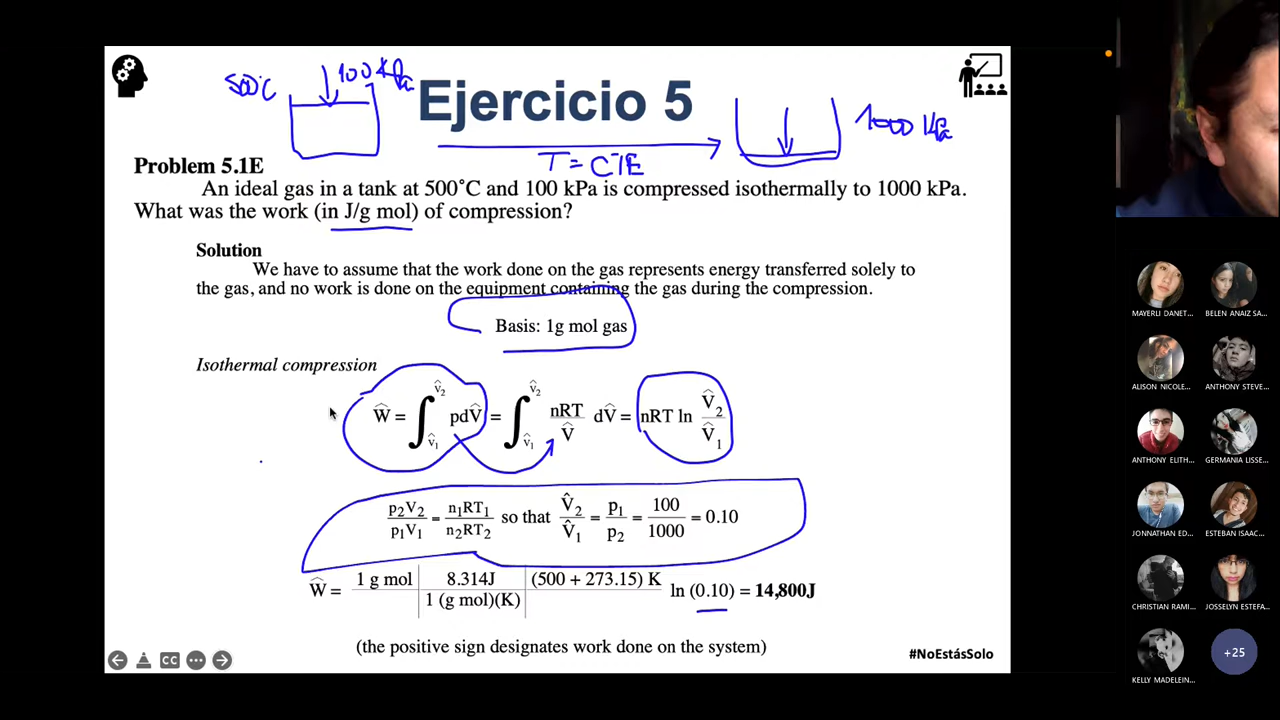 500°C
100 KPa
Ejercicio 5
1000 KPa
T = CTE
Problem 5.1E
An ideal gas in a tank at 500°C and 100 kPa is compressed isothermally to 1000 kPa.
What was the work (in J/g mol) of compression?
Solution
We have to assume that the work done on the gas represents energy transferred solely to
the gas, and no work is done on the equipment containing the gas during the compression.
Basis: 1g mol gas
Isothermal compression
Ŵ = ∫ V̂1 V̂2 pdV̂ = ∫ V̂1 V̂2 nRT/V̂ dV̂ = nRT ln V̂2/V̂1
p2V2/p1V1 = n1RT1/n2RT2 so that V̂2/V̂1 = p1/p2 = 100/1000 = 0.10
Ŵ = 1 g mol | 8.314J / 1 (g mol)(K) | (500 + 273.15) K ln (0.10) = 14,800J
(the positive sign designates work done on the system)
CC
#NoEstásSolo
MAYERLI DANET...
BELEN ANAIZ SA...
ALISON NICOLE...
ANTHONY STEVE...
ANTHONY ELITH...
GERMANIA LISSE...
JONNATHAN ED...
ESTEBAN ISAAC...
CHRISTIAN RAMI...
JOSSELYN ESTEFA...
KELLY MADELEIN...
+25